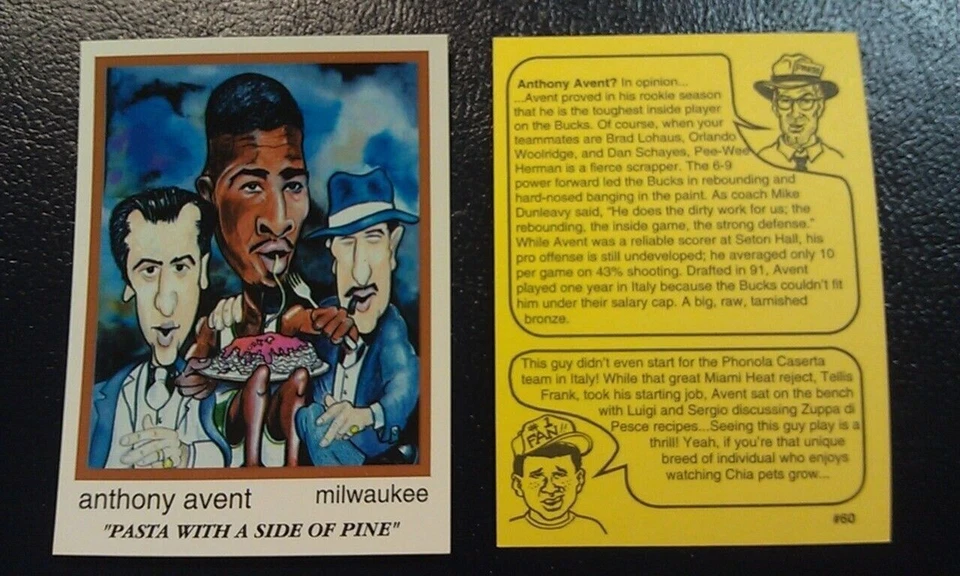 anthony avent
milwaukee
"PASTA WITH A SIDE OF PINE"
Anthony Avent? In opinion...
...Avent proved in his rookie season
that he is the toughest inside player
on the Bucks. Of course, when your
teammates are Brad Lohaus, Orlando
Woolridge, and Dan Schayes, Pee-Wee
Herman is a fierce scrapper. The 6-9
power forward led the Bucks in rebounding and
hard-nosed banging in the paint. As coach Mike
Dunleavy said, "He does the dirty work for us; the
rebounding, the inside game, the strong defense."
While Avent was a reliable scorer at Seton Hall, his
pro offense is still undeveloped; he averaged only 10
per game on 43% shooting. Drafted in 91, Avent
played one year in Italy because the Bucks couldn't fit
him under their salary cap. A big, raw, tarnished
bronze.
This guy didn't even start for the Phonola Caserta
team in Italy! While that great Miami Heat reject, Tellis
Frank, took his starting job, Avent sat on the bench
with Luigi and Sergio discussing Zuppa di
Pesce recipes...Seeing this guy play is a
thrill! Yeah, if you're that unique
breed of individual who enjoys
watching Chia pets grow...
#1
FAN!!
#60